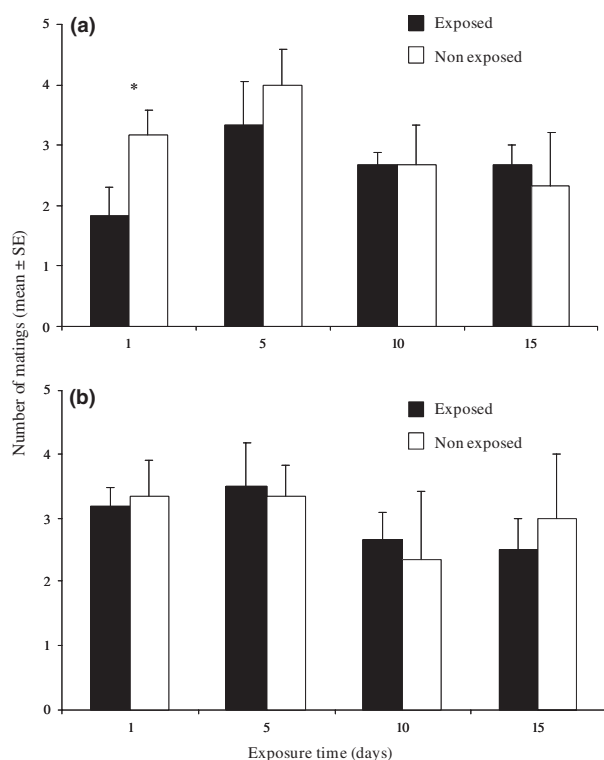 (a)
Exposed
Non exposed
*
5
4
3
2
1
0
1 5 10 15
Number of matings (mean ± SE)
(b)
Exposed
Non exposed
5
4
3
2
1
0
1 5 10 15
Exposure time (days)